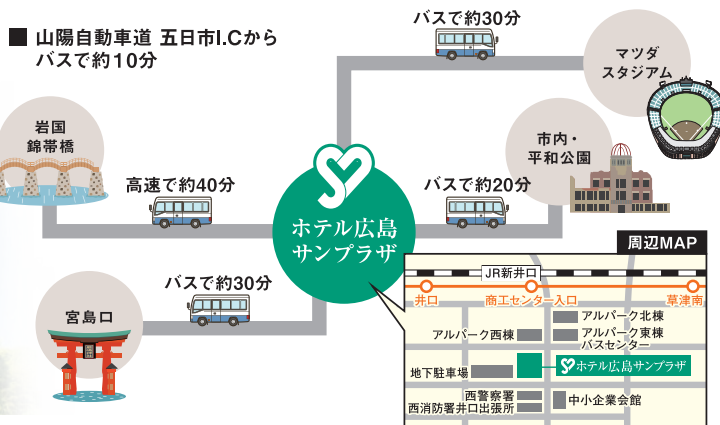 ■ 山陽自動車道 五日市I.Cから
バスで約10分
バスで約30分
マツダ
スタジアム
岩国
錦帯橋
市内・
平和公園
高速で約40分
バスで約20分
ホテル広島
サンプラザ
宮島口
バスで約30分
周辺MAP
JR新井口
井口
商工センター入口
草津南
アルパーク北棟
アルパーク西棟
アルパーク東棟
バスセンター
地下駐車場
ホテル広島サンプラザ
西警察署
西消防署井口出張所
中小企業会館